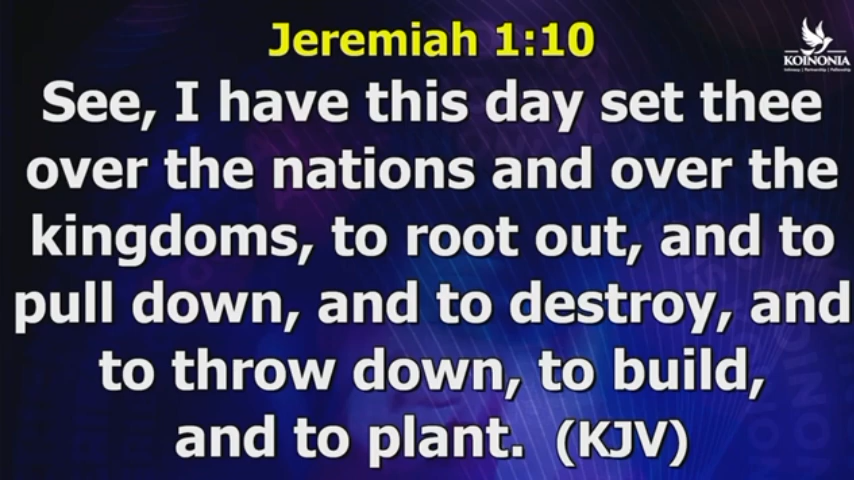 Jeremiah 1:10
KOINONIA
See, I have this day set thee
over the nations and over the
kingdoms, to root out, and to
pull down, and to destroy, and
to throw down, to build,
and to plant. (KJV)